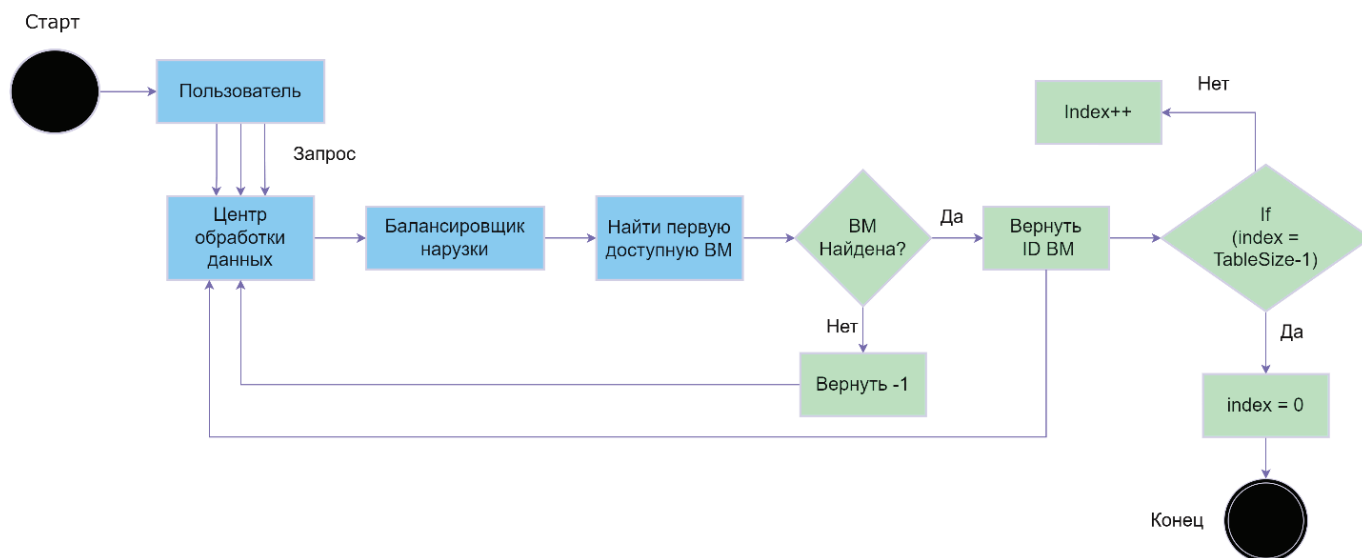 Старт
Пользователь
Запрос
Центр
обработки
данных
Балансировщик
нарузки
Найти первую
доступную ВМ
ВМ
Найдена?
Да
Вернуть
ID ВМ
If
(index =
TableSize-1)
Нет
Index++
Нет
Вернуть -1
Да
index = 0
Конец